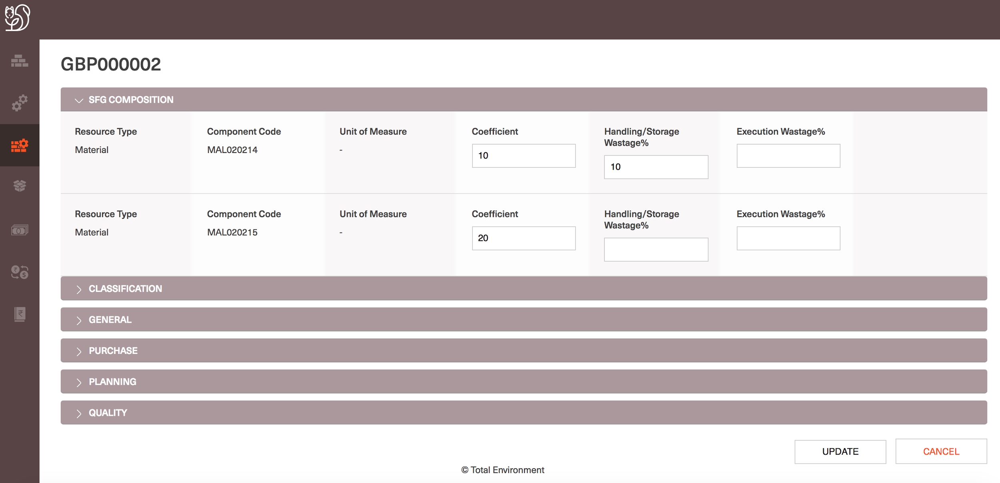 GBP000002
SFG COMPOSITION
Resource Type
Material
Component Code
MAL020214
Unit of Measure
-
Coefficient
10
Handling/Storage
Wastage%
10
Execution Wastage%
Resource Type
Material
Component Code
MAL020215
Unit of Measure
-
Coefficient
20
Handling/Storage
Wastage%
Execution Wastage%
CLASSIFICATION
GENERAL
PURCHASE
PLANNING
QUALITY
UPDATE
CANCEL
© Total Environment